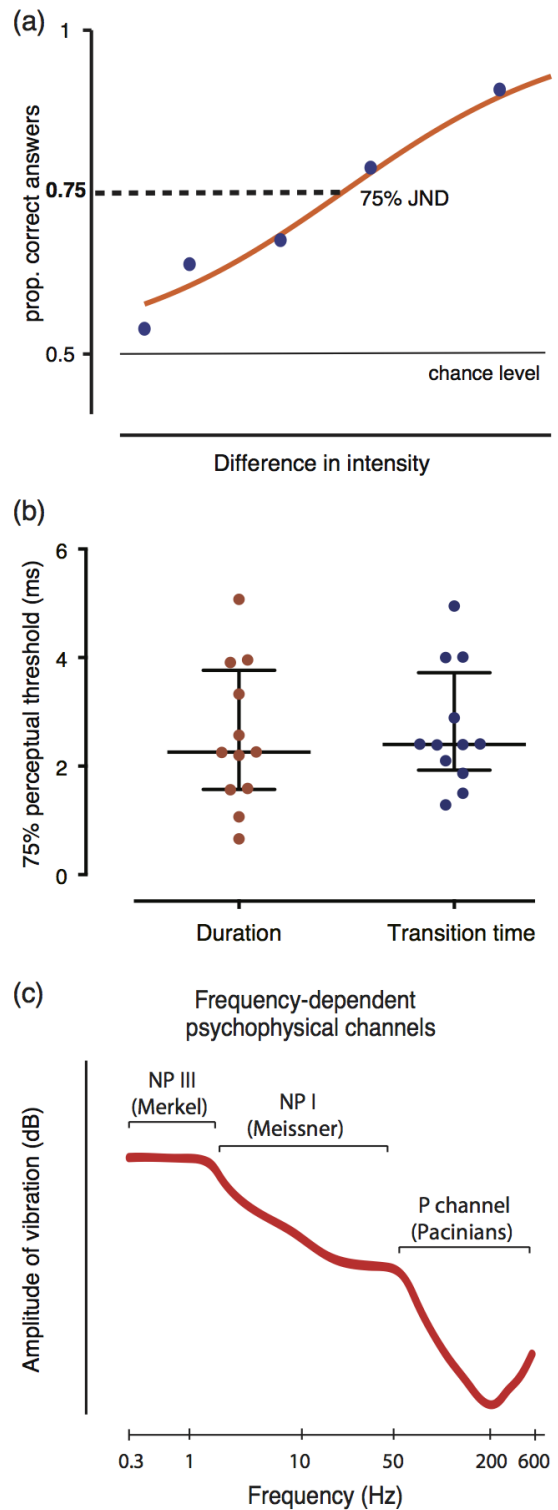 (a)
1
0.75
0.5
prop. correct answers
75% JND
chance level
Difference in intensity
(b)
6
4
2
0
75% perceptual threshold (ms)
Duration
Transition time
(c)
Frequency-dependent
psychophysical channels
NP III
(Merkel)
NP I
(Meissner)
P channel
(Pacinians)
Amplitude of vibration (dB)
0.3 1 10 50 200 600
Frequency (Hz)